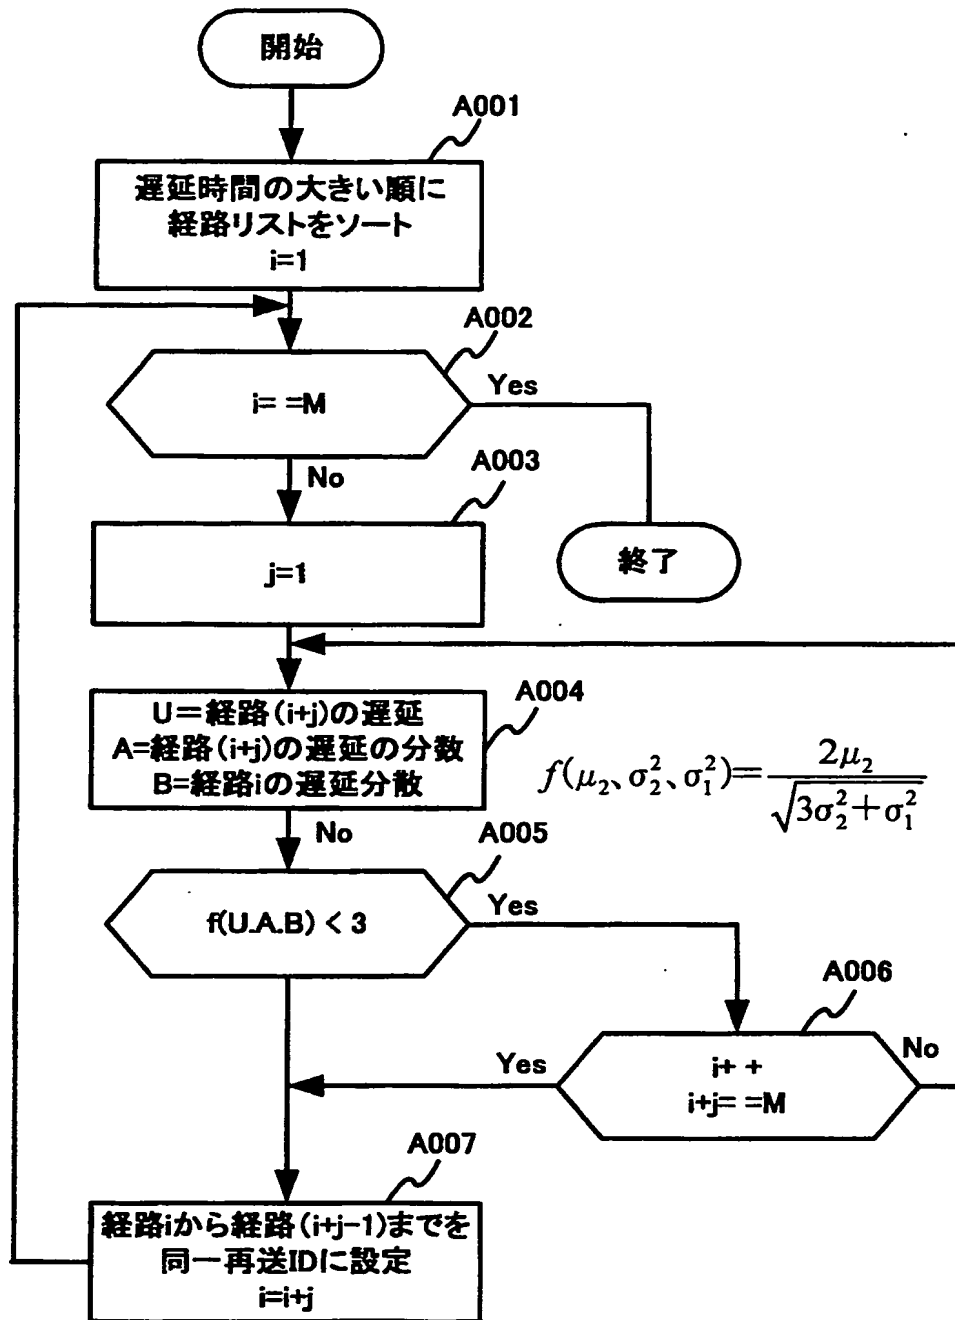 開始
A001
遅延時間の大きい順に
経路リストをソート
i=1
A002
i= =M
Yes
No
A003
j=1
終了
A004
U=経路(i+j)の遅延
A=経路(i+j)の遅延の分数
B=経路iの遅延分散
f(μ₂、σ₂²、σ₁²)=2μ₂/√(3σ₂²+σ₁²)
No
A005
f(U.A.B) < 3
Yes
A006
j+ +
i+j= =M
Yes
No
A007
経路iから経路(i+j-1)までを
同一再送IDに設定
i=i+j